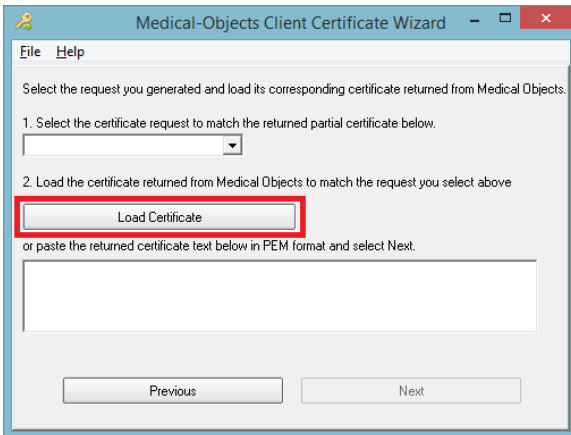 Medical-Objects Client Certificate Wizard
File Help
Select the request you generated and load its corresponding certificate returned from Medical Objects.
1. Select the certificate request to match the returned partial certificate below.
2. Load the certificate returned from Medical Objects to match the request you select above
Load Certificate
or paste the returned certificate text below in PEM format and select Next.
Previous Next